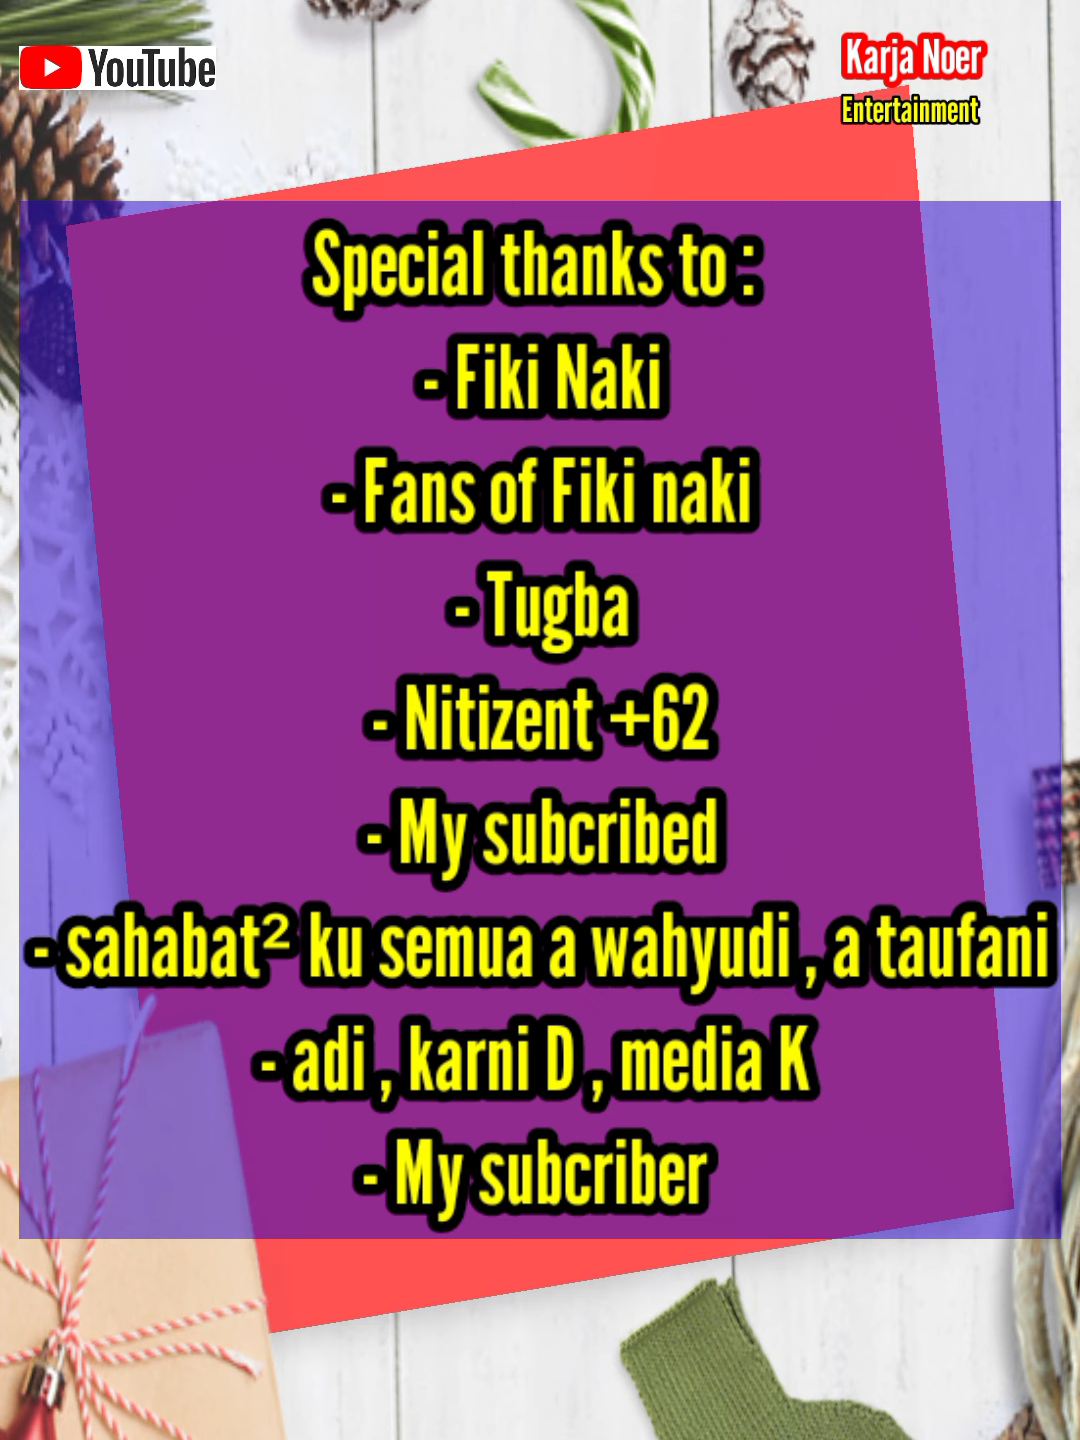 YouTube
Karja Noer
Entertainment
Special thanks to :
- Fiki Naki
- Fans of Fiki naki
- Tugba
- Nitizent +62
- My subcribed
- sahabat² ku semua a wahyudi , a taufani
- adi , karni D , media K
- My subcriber